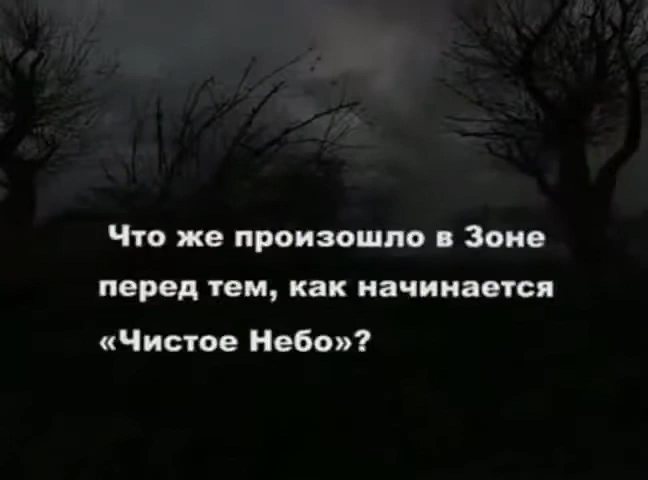 Что же произошло в Зоне
перед тем, как начинается
«Чистое Небо»?